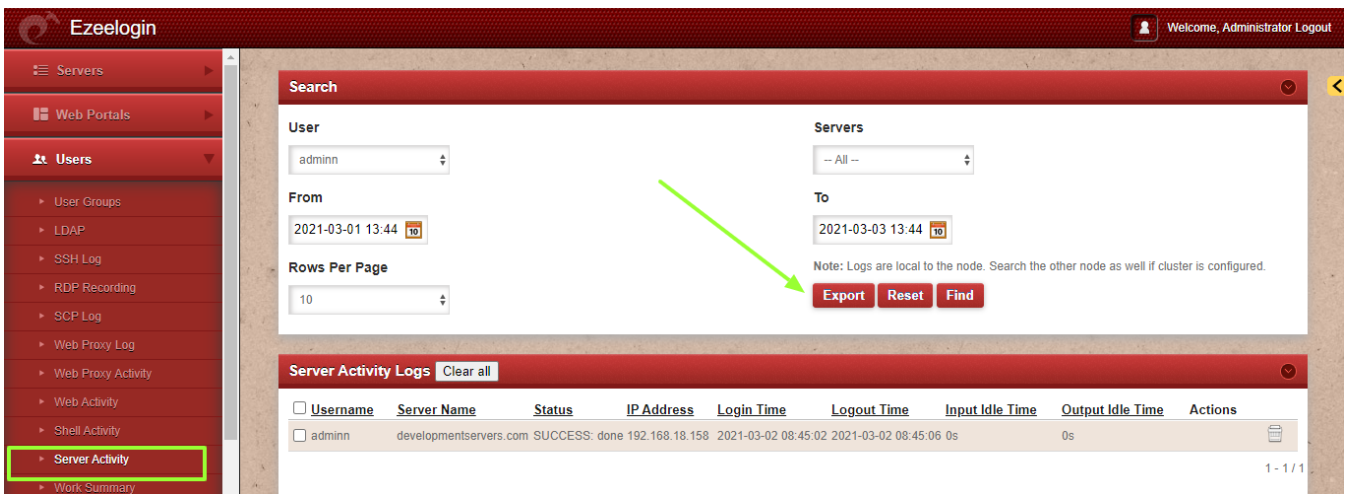 Ezeelogin
Welcome, Administrator Logout
Servers
Web Portals
Users
User Groups
LDAP
SSH Log
RDP Recording
SCP Log
Web Proxy Log
Web Proxy Activity
Web Activity
Shell Activity
Server Activity
Work Summary
Search
User Servers
adminn -- All --
From To
2021-03-01 13:44 10 2021-03-03 13:44 10
Rows Per Page Note: Logs are local to the node. Search the other node as well if cluster is configured.
10 Export Reset Find
Server Activity Logs Clear all
Username Server Name Status IP Address Login Time Logout Time Input Idle Time Output Idle Time Actions
adminn developmentservers.com SUCCESS: done 192.168.18.158 2021-03-02 08:45:02 2021-03-02 08:45:06 0s 0s
1 - 1 / 1